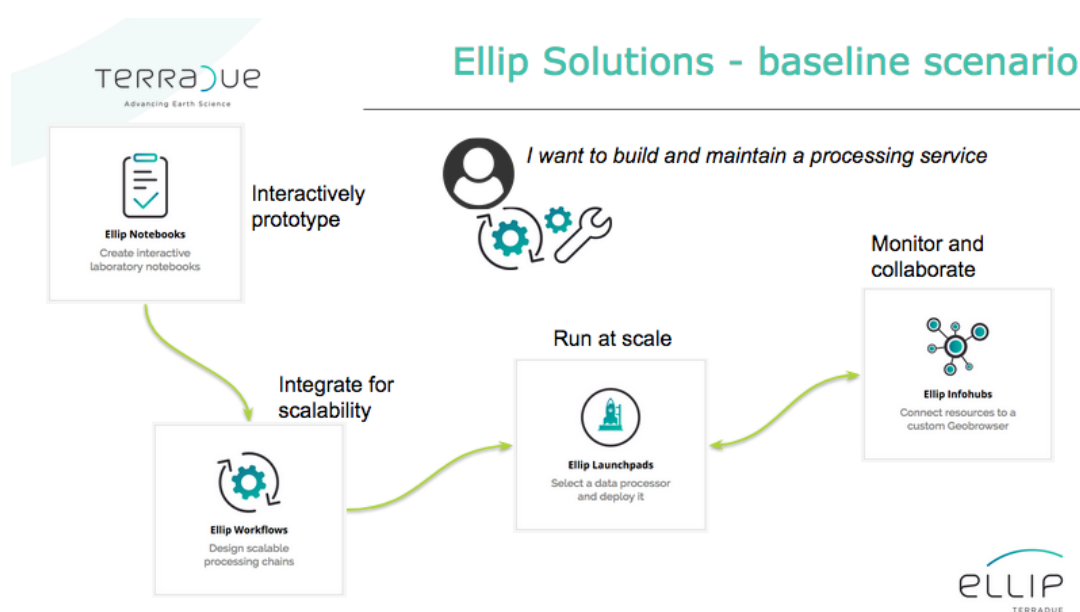 TERRADUE
Advancing Earth Science
Ellip Solutions - baseline scenario
I want to build and maintain a processing service
Ellip Notebooks
Create interactive
laboratory notebooks
Interactively
prototype
Monitor and
collaborate
Ellip Infohubs
Connect resources to a
custom Geobrowser
Run at scale
Ellip Launchpads
Select a data processor
and deploy it
Integrate for
scalability
Ellip Workflows
Design scalable
processing chains
ELLIP
TERRADUE